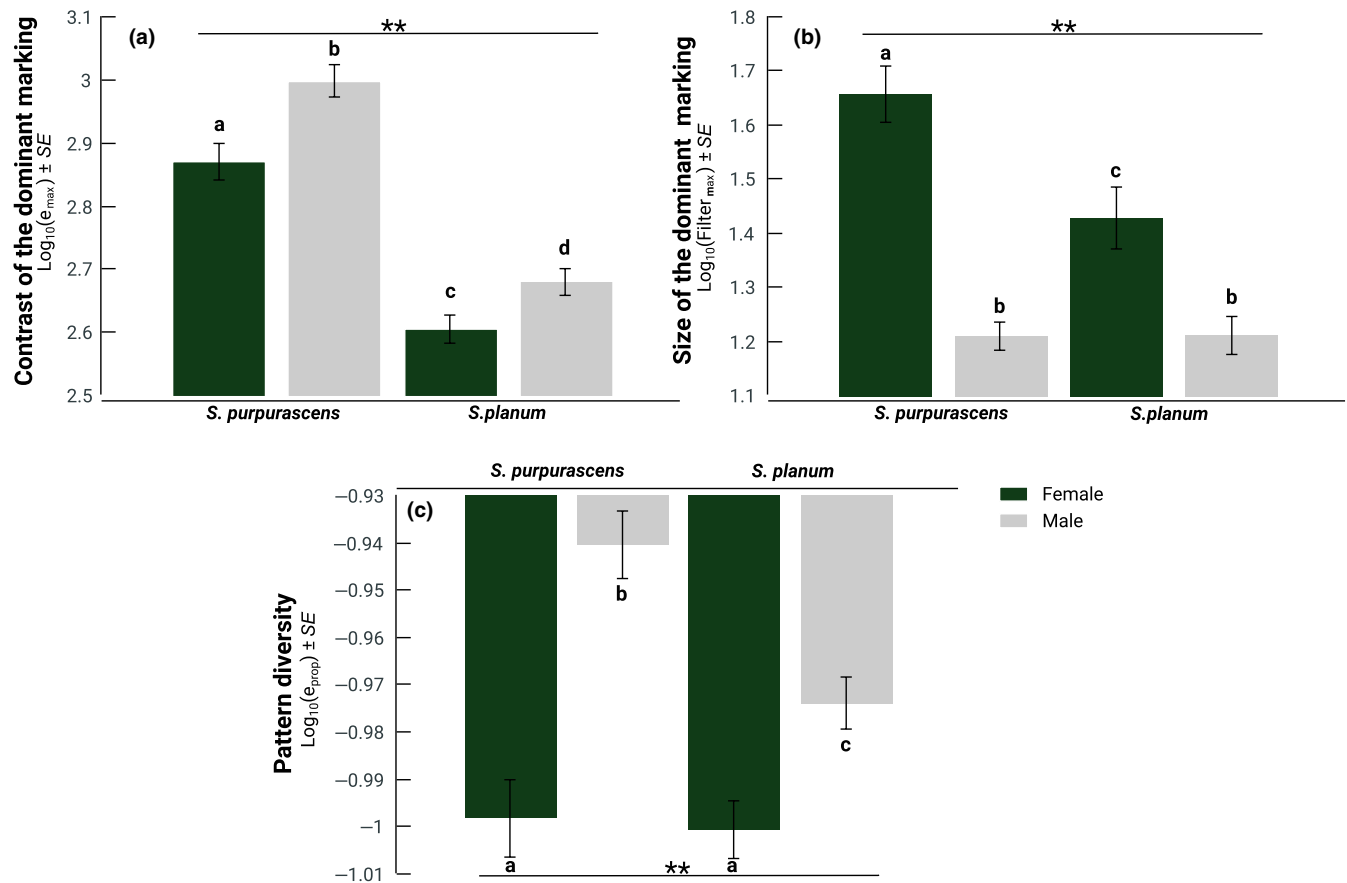 Contrast of the dominant marking
Log₁₀(e max) ± SE
(a)
**
3.1
3
2.9
2.8
2.7
2.6
2.5
a
b
c
d
S. purpurascens
S.planum
Size of the dominant marking
Log₁₀(Filter max) ± SE
(b)
**
1.8
1.7
1.6
1.5
1.4
1.3
1.2
1.1
a
b
c
b
S. purpurascens
S.planum
S. purpurascens
S. planum
Pattern diversity
Log₁₀(eprop) ± SE
(c)
−0.93
−0.94
−0.95
−0.96
−0.97
−0.98
−0.99
−1
−1.01
a
b
a
c
**
Female
Male